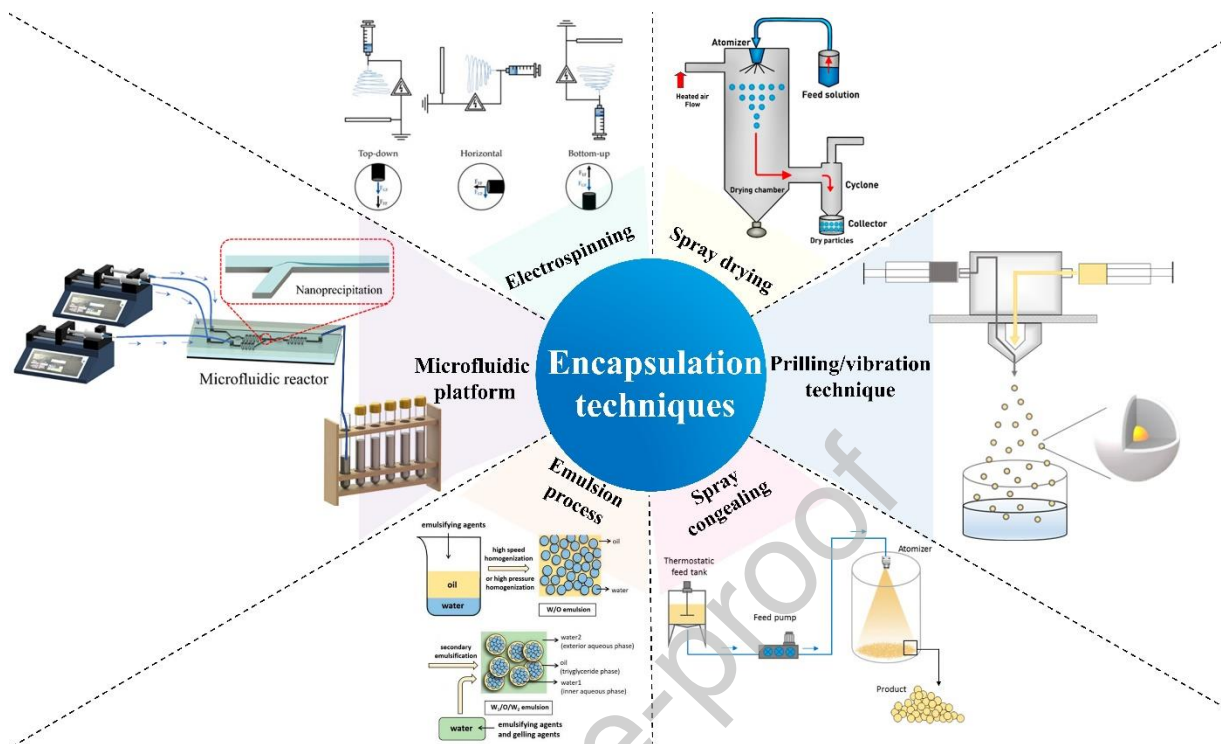 Top-down
Horizontal
Bottom-up
Electrospinning
Atomizer
Heated air
Flow
Feed solution
Drying chamber
Cyclone
Collector
Dry particles
Spray drying
Nanoprecipitation
Microfluidic reactor
Microfluidic
platform
Encapsulation
techniques
Prilling/vibration
technique
Emulsion
process
emulsifying agents
oil
water
high speed
homogenization
or high pressure
homogenization
oil
water
W/O emulsion
secondary
emulsification
water2
(exterior aqueous phase)
oil
(triyglyceride phase)
water1
(inner aqueous phase)
W₁/O/W₂ emulsion
water
emulsifying agents
and gelling agents
Spray
congealing
Thermostatic
feed tank
Feed pump
Atomizer
Product
e-proof